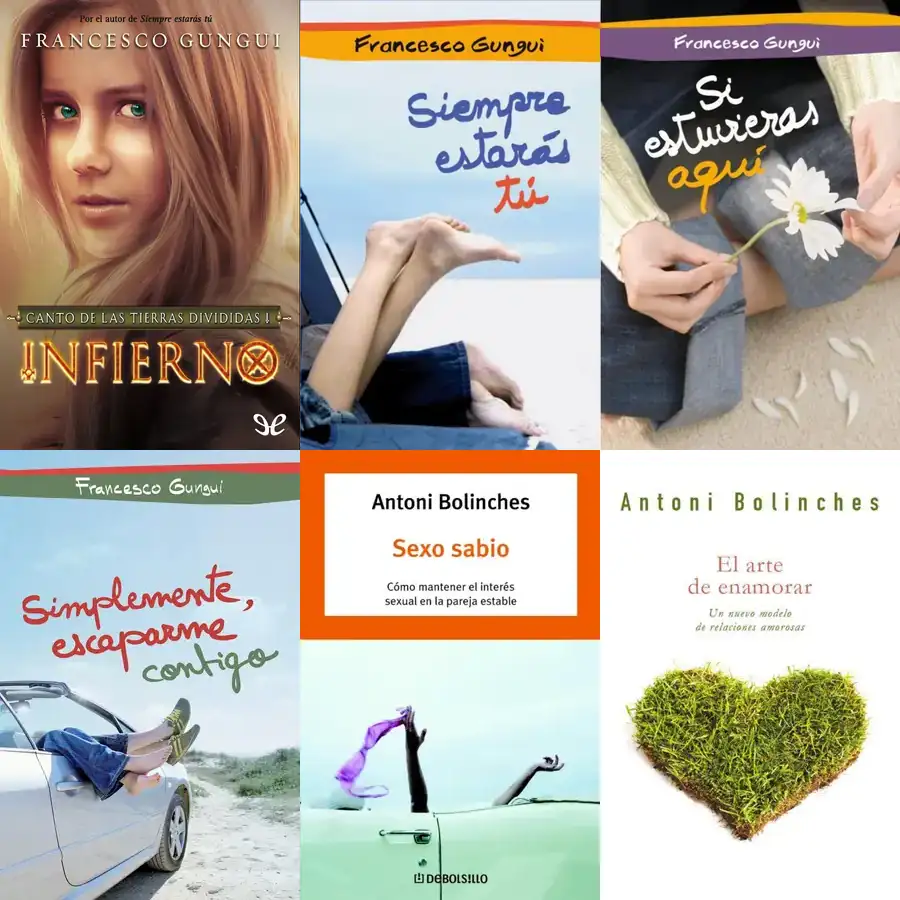 Por el autor de Siempre estarás tú
FRANCESCO GUNGUI
CANTO DE LAS TIERRAS DIVIDIDAS I
INFIERNO
Francesco Gungui
Siempre
estarás
tú
Francesco Gungui
Si
estuvieras
aquí
Francesco Gungui
Simplemente,
escaparme
contigo
Antoni Bolinches
Sexo sabio
Cómo mantener el interés
sexual en la pareja estable
DEBOLS!LLO
Antoni Bolinches
El arte
de enamorar
Un nuevo modelo
de relaciones amorosas